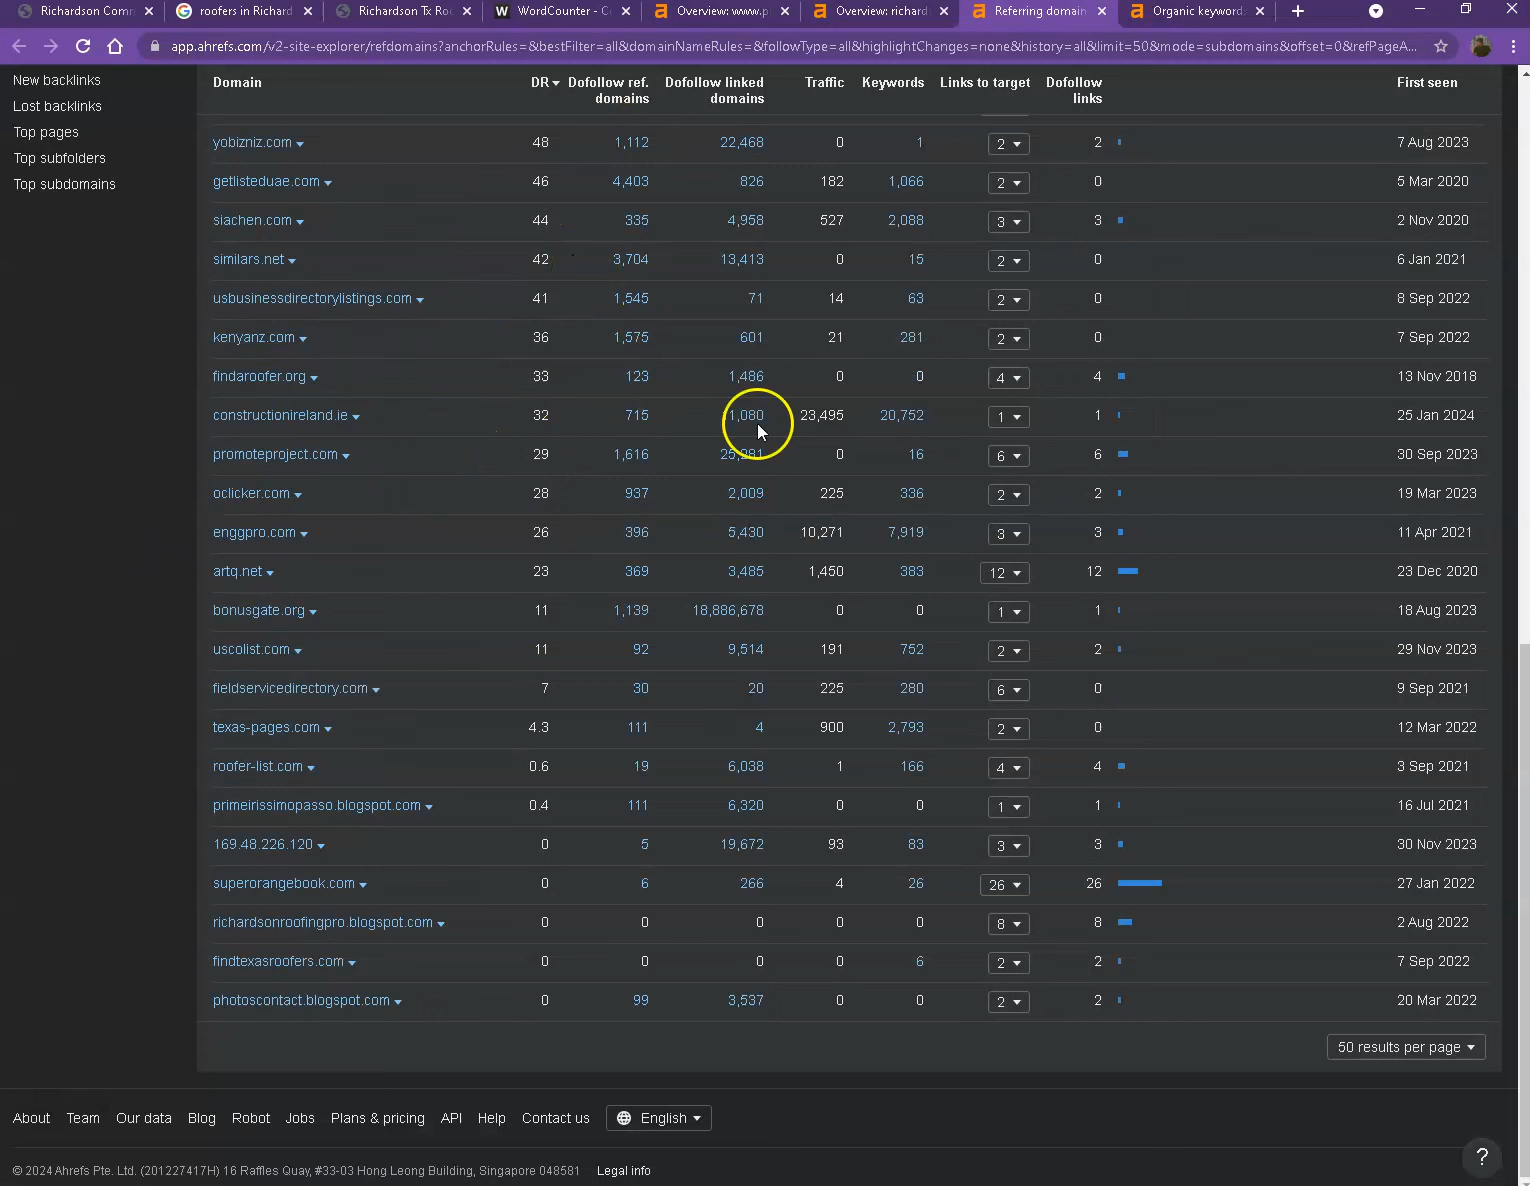 Richardson Com
roofers in Richard
Richardson Tx Ro
WordCounter - C
Overview: www.p
Overview: richard
Referring domain
Organic keyword
app.ahrefs.com/v2-site-explorer/refdomains?anchorRules=&bestFilter=all&domainNameRules=&followType=all&highlightChanges=none&history=all&limit=50&mode=subdomains&offset=0&refPageA...
New backlinks
Lost backlinks
Top pages
Top subfolders
Top subdomains
Domain DR Dofollow ref. domains Dofollow linked domains Traffic Keywords Links to target Dofollow links First seen
yobizniz.com 48 1,112 22,468 0 1 2 2 7 Aug 2023
getlisteduae.com 46 4,403 826 182 1,066 2 0 5 Mar 2020
siachen.com 44 335 4,958 527 2,088 3 3 2 Nov 2020
similars.net 42 3,704 13,413 0 15 2 0 6 Jan 2021
usbusinessdirectorylistings.com 41 1,545 71 14 63 2 0 8 Sep 2022
kenyanz.com 36 1,575 601 21 281 2 0 7 Sep 2022
findaroofer.org 33 123 1,486 0 0 4 4 13 Nov 2018
constructionireland.ie 32 715 1,080 23,495 20,752 1 1 25 Jan 2024
promoteproject.com 29 1,616 25,281 0 16 6 6 30 Sep 2023
oclicker.com 28 937 2,009 225 336 2 2 19 Mar 2023
enggpro.com 26 396 5,430 10,271 7,919 3 3 11 Apr 2021
artq.net 23 369 3,485 1,450 383 12 12 23 Dec 2020
bonusgate.org 11 1,139 18,886,678 0 0 1 1 18 Aug 2023
uscolist.com 11 92 9,514 191 752 2 2 29 Nov 2023
fieldservicedirectory.com 7 30 20 225 280 6 0 9 Sep 2021
texas-pages.com 4.3 111 4 900 2,793 2 0 12 Mar 2022
roofer-list.com 0.6 19 6,038 1 166 4 4 3 Sep 2021
primeirissimopasso.blogspot.com 0.4 111 6,320 0 0 1 1 16 Jul 2021
169.48.226.120 0 5 19,672 93 83 3 3 30 Nov 2023
superorangebook.com 0 6 266 4 26 26 26 27 Jan 2022
richardsonroofingpro.blogspot.com 0 0 0 0 0 8 8 2 Aug 2022
findtexasroofers.com 0 0 0 0 6 2 2 7 Sep 2022
photoscontact.blogspot.com 0 99 3,537 0 0 2 2 20 Mar 2022
50 results per page
About Team Our data Blog Robot Jobs Plans & pricing API Help Contact us English
© 2024 Ahrefs Pte. Ltd. (201227417H) 16 Raffles Quay, #33-03 Hong Leong Building, Singapore 048581 Legal info
?